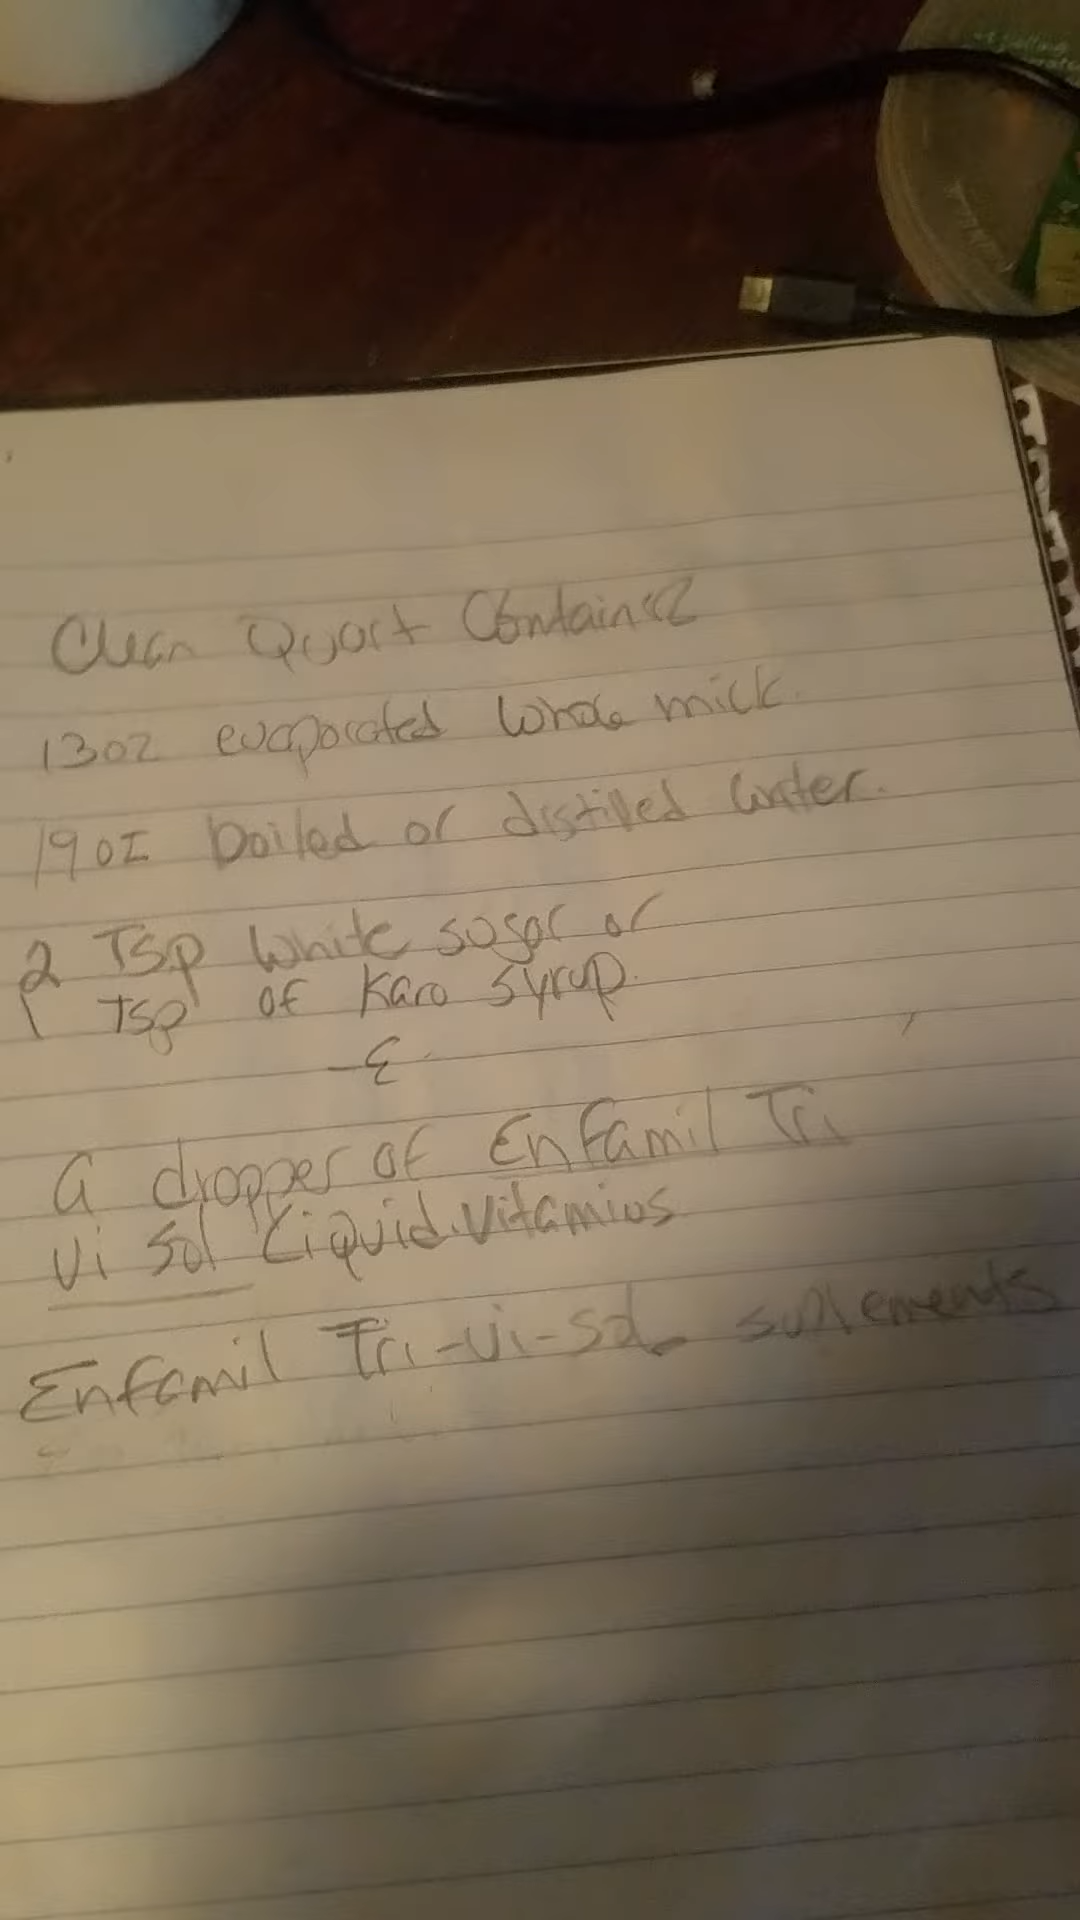 Clean Quart Container
13oz evaporated whole milk.
19oz boiled or distilled water.
2 Tsp white sugar or
1 Tsp of Karo syrup.
&
a dropper of Enfamil Tri
vi sol liquid vitamins
Enfamil Tri-vi-sol suplements